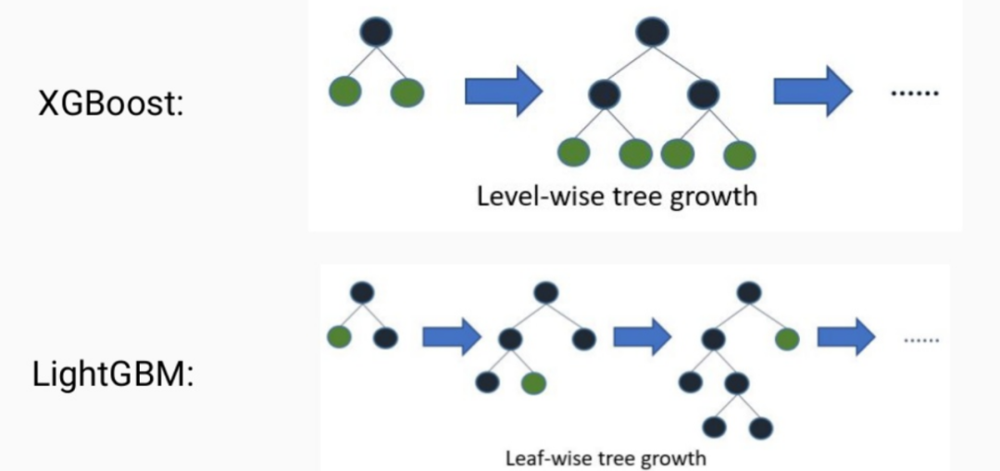 XGBoost:
......
Level-wise tree growth
LightGBM:
......
Leaf-wise tree growth